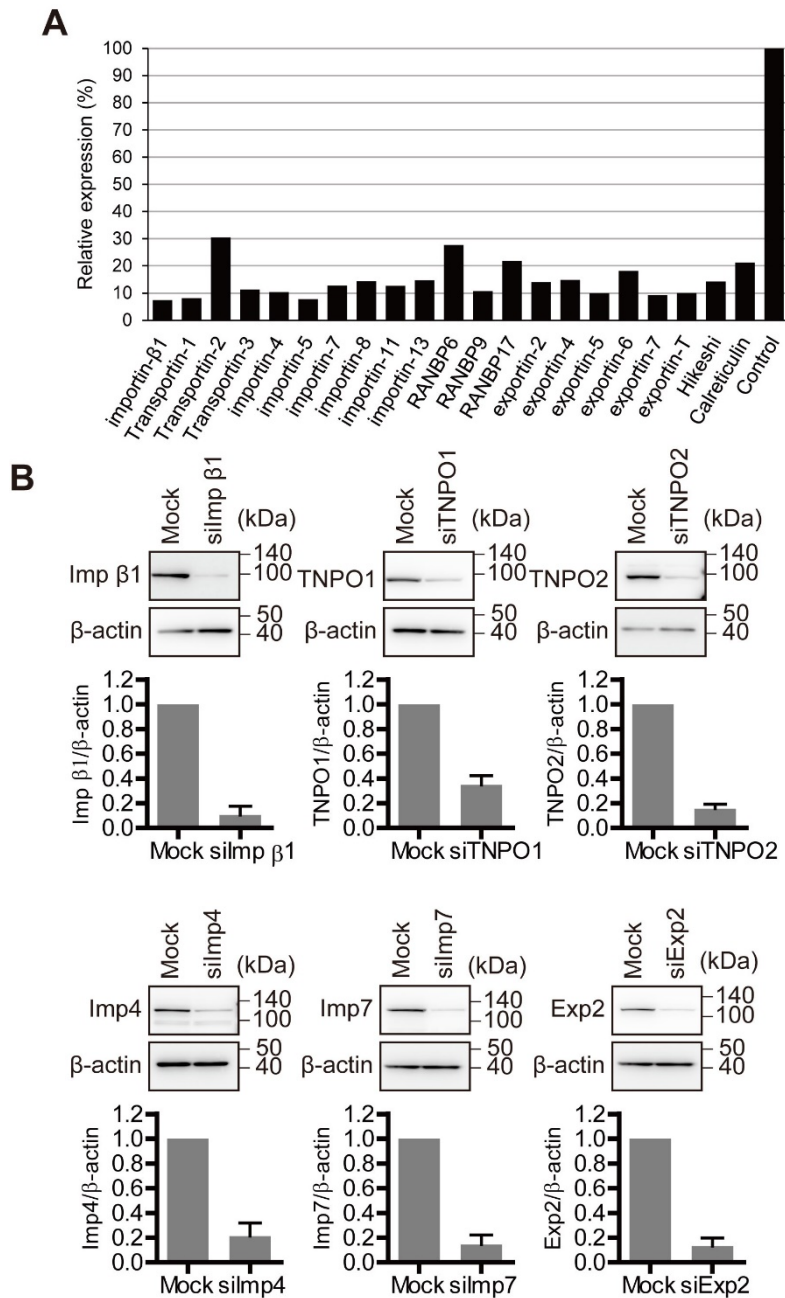 A
Relative expression (%)
100
90
80
70
60
50
40
30
20
10
0
importin-β1
Transportin-1
Transportin-2
Transportin-3
importin-4
importin-5
importin-7
importin-8
importin-11
importin-13
RANBP6
RANBP9
RANBP17
exportin-2
exportin-4
exportin-5
exportin-6
exportin-7
exportin-T
Hikeshi
Calreticulin
Control
B
Mock siImp β1 (kDa)
Imp β1
140
100
β-actin
50
40
Imp β1/β-actin
1.2
1.0
0.8
0.6
0.4
0.2
0.0
Mock siImp β1
Mock siTNPO1 (kDa)
TNPO1
140
100
β-actin
50
40
TNPO1/β-actin
1.2
1.0
0.8
0.6
0.4
0.2
0.0
Mock siTNPO1
Mock siTNPO2 (kDa)
TNPO2
140
100
β-actin
50
40
TNPO2/β-actin
1.2
1.0
0.8
0.6
0.4
0.2
0.0
Mock siTNPO2
Mock siImp4 (kDa)
Imp4
140
100
β-actin
50
40
Imp4/β-actin
1.2
1.0
0.8
0.6
0.4
0.2
0.0
Mock siImp4
Mock siImp7 (kDa)
Imp7
140
100
β-actin
50
40
Imp7/β-actin
1.2
1.0
0.8
0.6
0.4
0.2
0.0
Mock siImp7
Mock siExp2 (kDa)
Exp2
140
100
β-actin
50
40
Exp2/β-actin
1.2
1.0
0.8
0.6
0.4
0.2
0.0
Mock siExp2